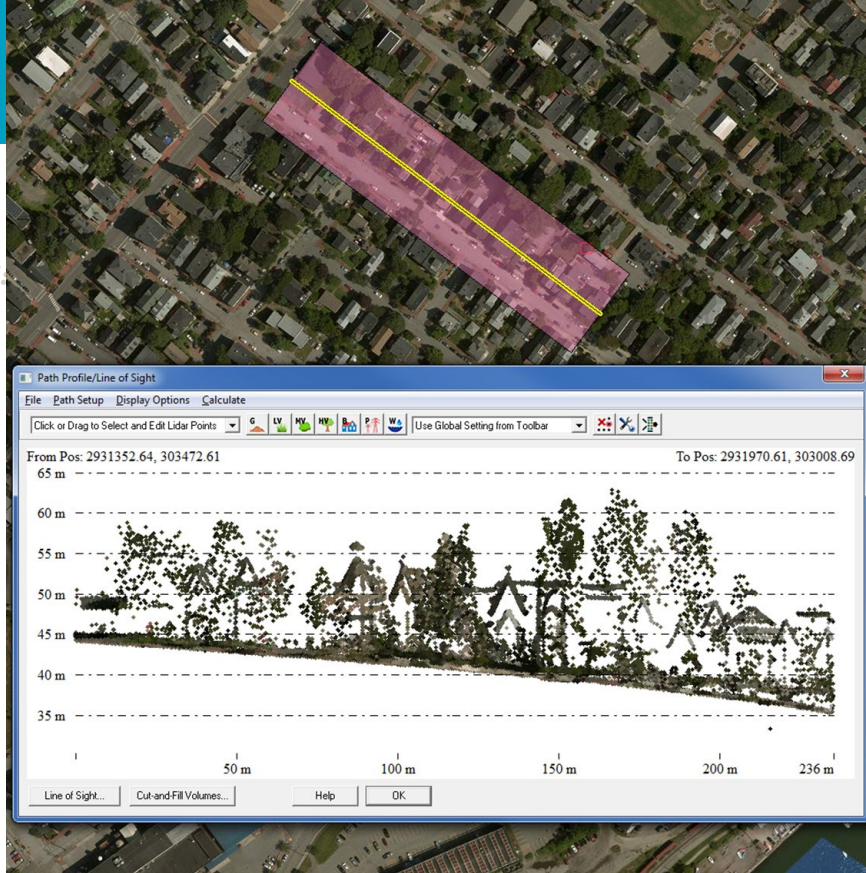 Path Profile/Line of Sight
File Path Setup Display Options Calculate
Click or Drag to Select and Edit Lidar Points G LV MV HV B P W Use Global Setting from Toolbar
From Pos: 2931352.64, 303472.61 To Pos: 2931970.61, 303008.69
65 m
60 m
55 m
50 m
45 m
40 m
35 m
50 m 100 m 150 m 200 m 236 m
Line of Sight... Cut-and-Fill Volumes... Help OK